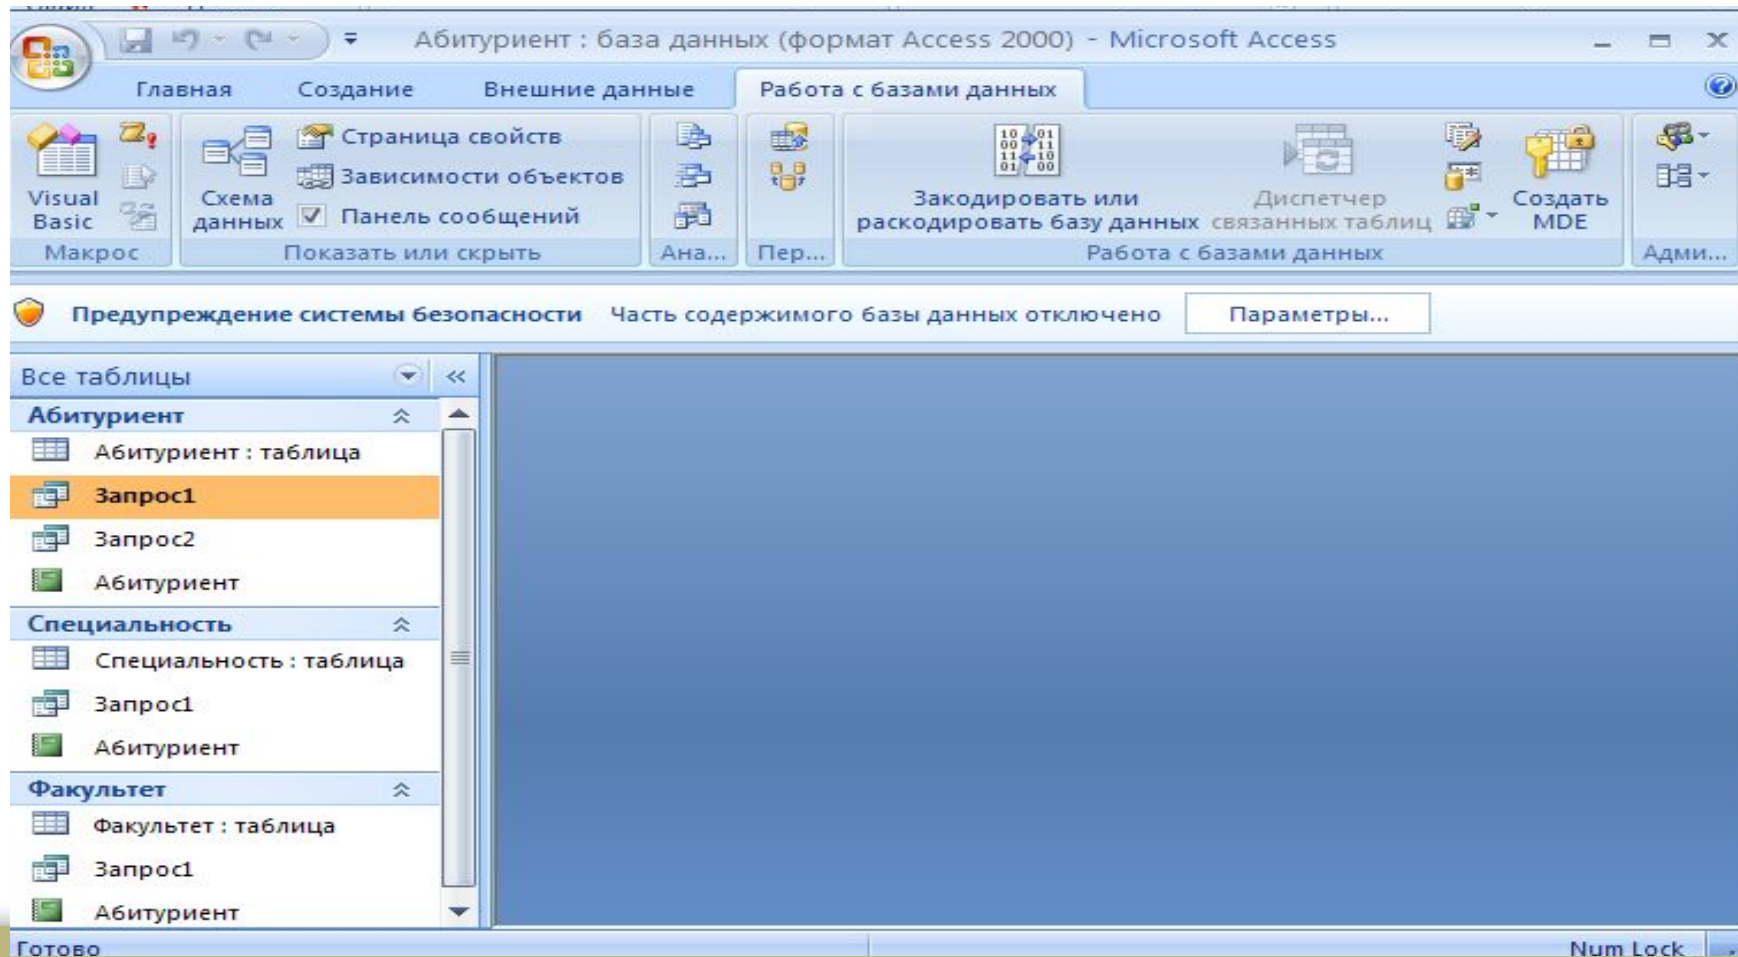 Абитуриент : база данных (формат Access 2000) - Microsoft Access
Главная Создание Внешние данные Работа с базами данных
Visual Basic
Схема данных
Страница свойств
Зависимости объектов
Панель сообщений
Закодировать или
раскодировать базу данных
Диспетчер
связанных таблиц
Создать
MDE
Макрос Показать или скрыть Ана... Пер... Работа с базами данных Адми...
Предупреждение системы безопасности Часть содержимого базы данных отключено Параметры...
Все таблицы
Абитуриент
Абитуриент : таблица
Запрос1
Запрос2
Абитуриент
Специальность
Специальность : таблица
Запрос1
Абитуриент
Факультет
Факультет : таблица
Запрос1
Абитуриент
Готово Num Lock